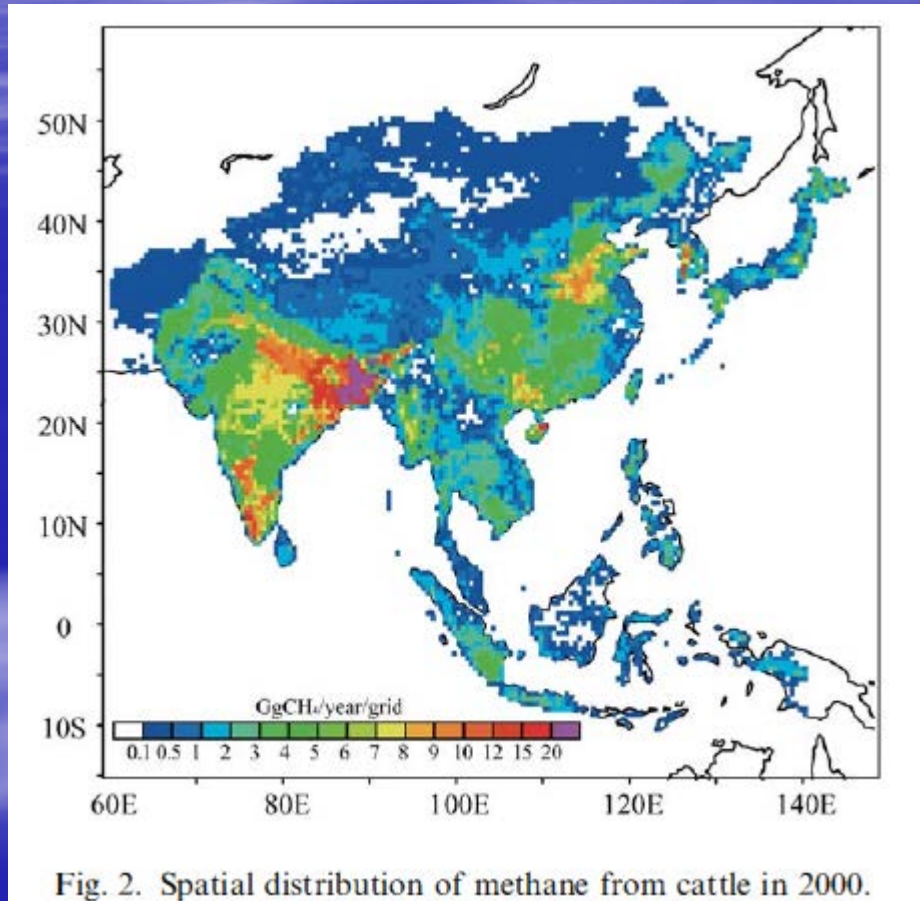 50N
40N
30N
20N
10N
0
10S
GgCH₄/year/grid
0.1 0.5 1 2 3 4 5 6 7 8 9 10 12 15 20
60E 80E 100E 120E 140E
Fig. 2. Spatial distribution of methane from cattle in 2000.